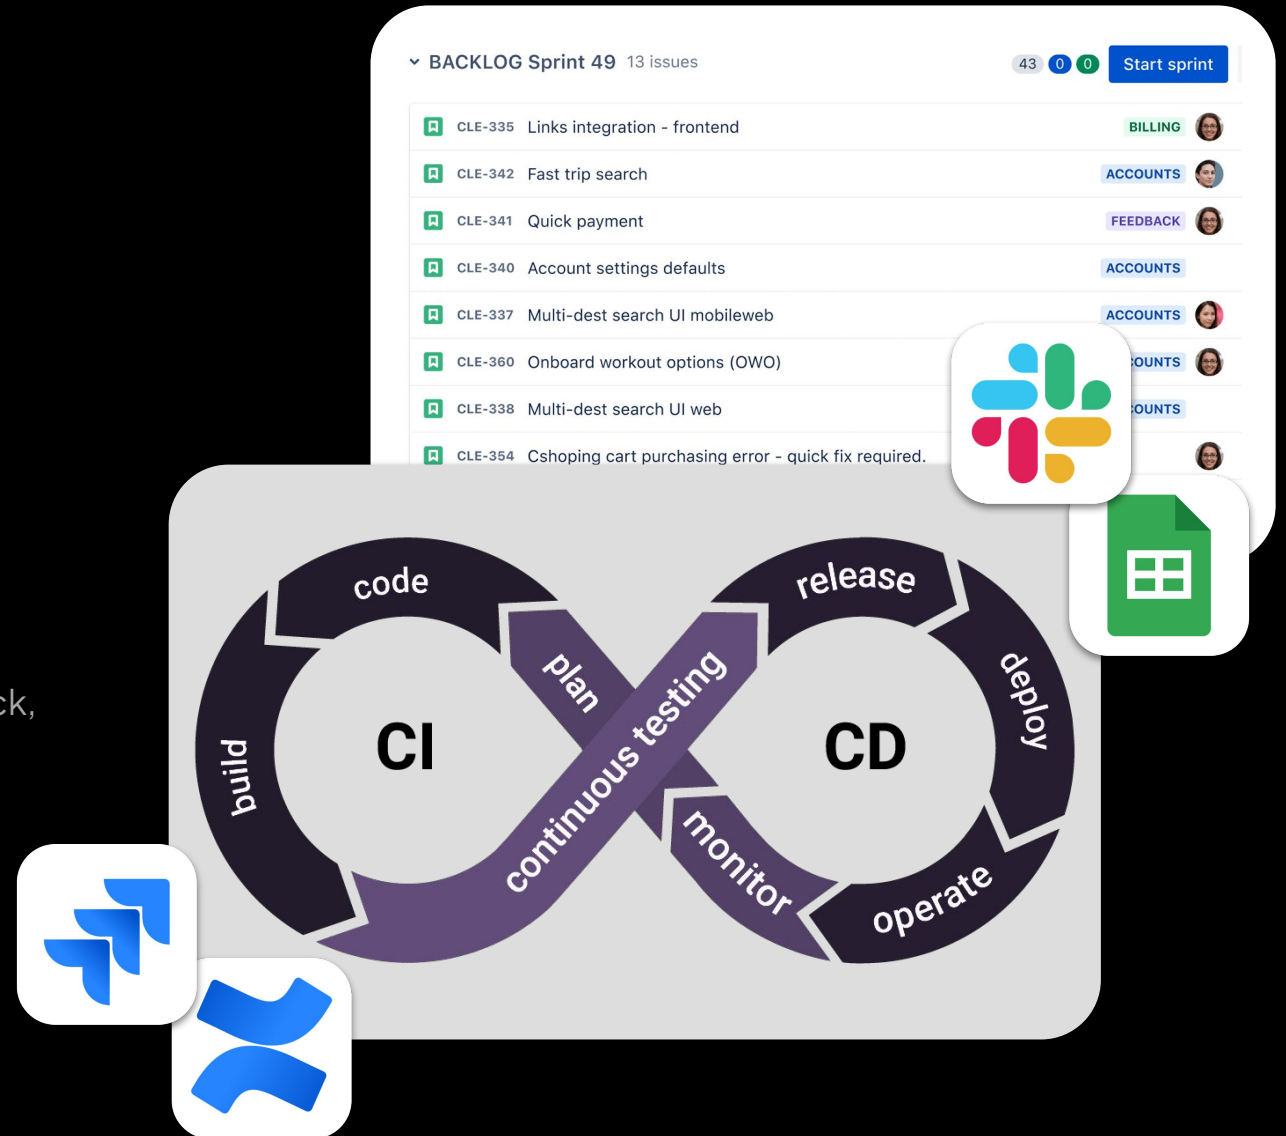 BACKLOG Sprint 49 13 issues 43 0 0 Start sprint
CLE-335 Links integration - frontend BILLING
CLE-342 Fast trip search ACCOUNTS
CLE-341 Quick payment FEEDBACK
CLE-340 Account settings defaults ACCOUNTS
CLE-337 Multi-dest search UI mobileweb ACCOUNTS
CLE-360 Onboard workout options (OWO) OUNTS
CLE-338 Multi-dest search UI web OUNTS
CLE-354 Cshoping cart purchasing error - quick fix required.
code
release
plan
continuous testing
deploy
ck,
CI
CD
build
monitor
operate